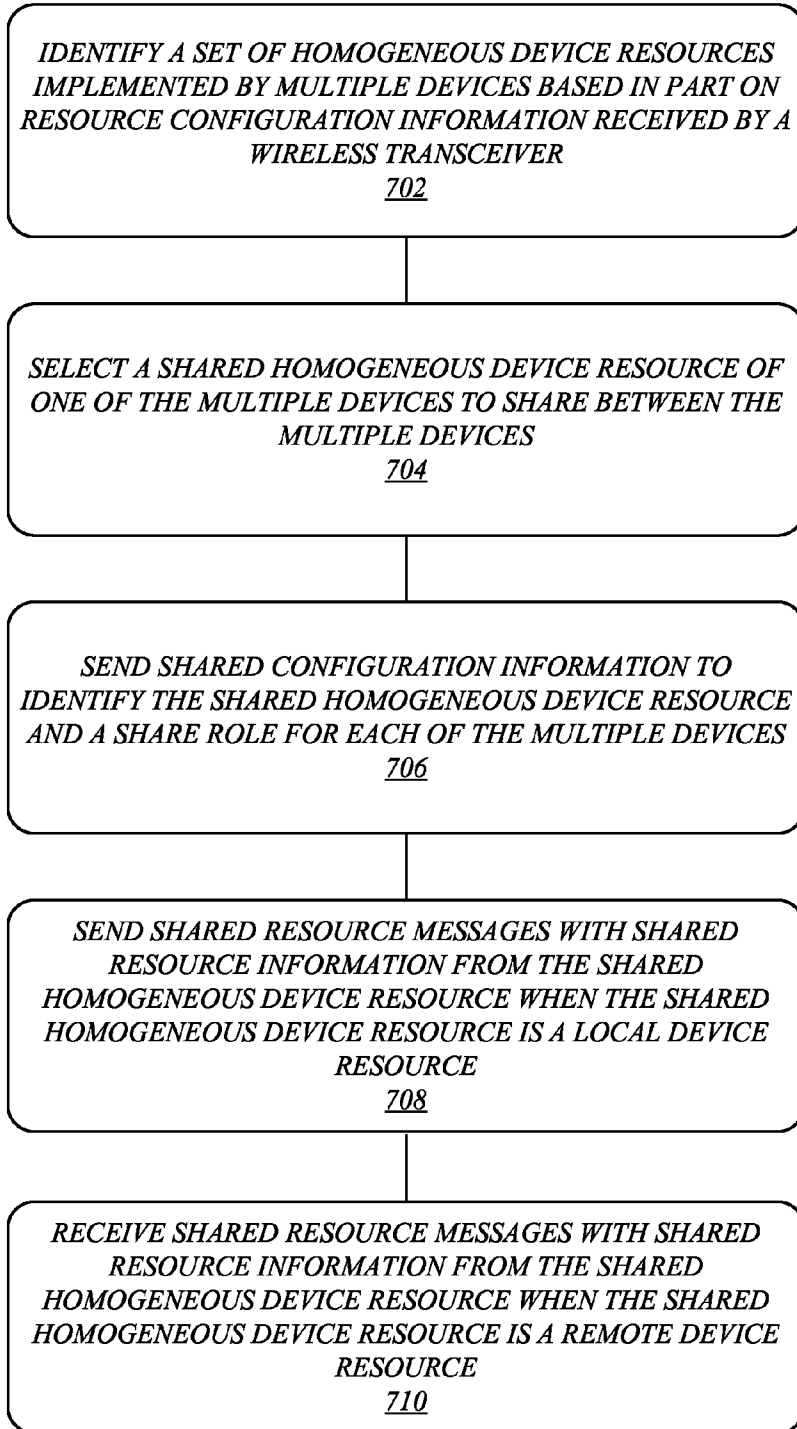 IDENTIFY A SET OF HOMOGENEOUS DEVICE RESOURCES
IMPLEMENTED BY MULTIPLE DEVICES BASED IN PART ON
RESOURCE CONFIGURATION INFORMATION RECEIVED BY A
WIRELESS TRANSCEIVER
702
SELECT A SHARED HOMOGENEOUS DEVICE RESOURCE OF
ONE OF THE MULTIPLE DEVICES TO SHARE BETWEEN THE
MULTIPLE DEVICES
704
SEND SHARED CONFIGURATION INFORMATION TO
IDENTIFY THE SHARED HOMOGENEOUS DEVICE RESOURCE
AND A SHARE ROLE FOR EACH OF THE MULTIPLE DEVICES
706
SEND SHARED RESOURCE MESSAGES WITH SHARED
RESOURCE INFORMATION FROM THE SHARED
HOMOGENEOUS DEVICE RESOURCE WHEN THE SHARED
HOMOGENEOUS DEVICE RESOURCE IS A LOCAL DEVICE
RESOURCE
708
RECEIVE SHARED RESOURCE MESSAGES WITH SHARED
RESOURCE INFORMATION FROM THE SHARED
HOMOGENEOUS DEVICE RESOURCE WHEN THE SHARED
HOMOGENEOUS DEVICE RESOURCE IS A REMOTE DEVICE
RESOURCE
710